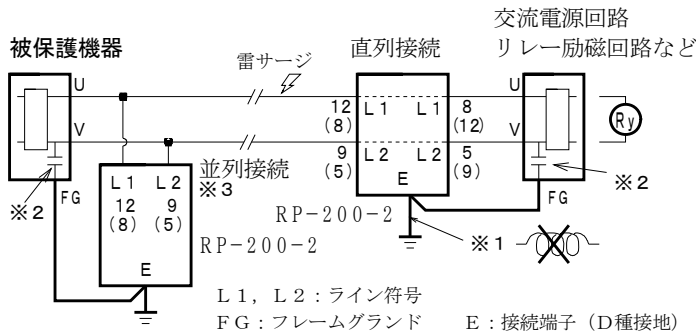 交流電源回路
被保護機器
直列接続
リレー励磁回路など
雷サージ
U
U
12
L1
L1
8
(8)
(12)
Ry
V
V
9
L2
L2
5
(5)
(9)
並列接続
※3
E
※2
※2
FG
FG
L1
L2
12
9
(8)
(5)
RP-200-2
RP-200-2
※1
E
L1,L2:ライン符号
FG:フレームグランド
E:接続端子(D種接地)